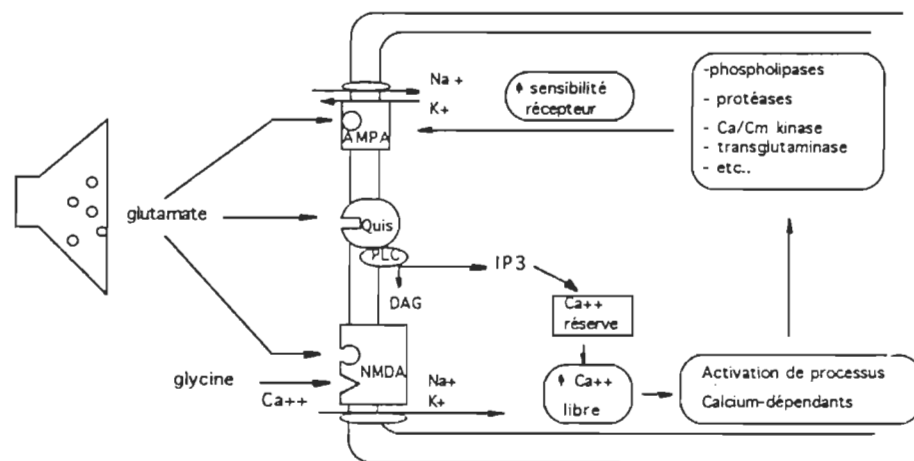 Na+
K+
AMPA
↑ sensibilité
récepteur
-phospholipases
- protéases
- Ca/Cm kinase
- transglutaminase
- etc..
glutamate
Quis
PLC
IP3
DAG
Ca++
réserve
glycine
Ca++
NMDA
Na+
K+
↑ Ca++
libre
Activation de processus
Calcium-dépendants